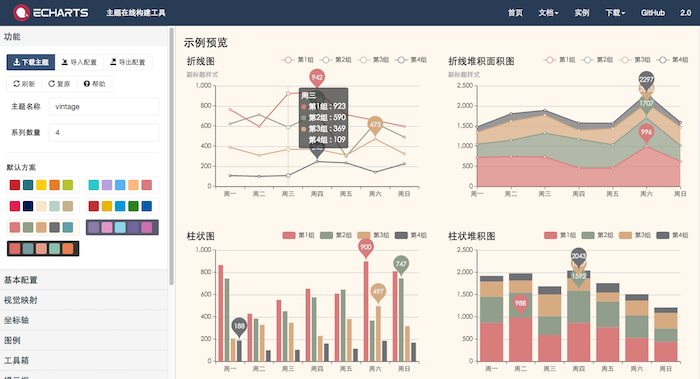 ECHARTS 主题在线构建工具 首页 文档 实例 下载 GitHub 2.0
功能
下载主题 导入配置 导出配置
刷新 复原 帮助
主题名称 vintage
系列数量 4
默认方案
基本配置
视觉映射
坐标轴
图例
工具箱
示例预览
折线图 第1组 第2组 第3组 第4组
副标题样式
1,000
800
600
400
200
0
周一 周二 周三 周四 周五 周六 周日
942
473
周三
第1组 : 923
第2组 : 590
第3组 : 369
第4组 : 109
折线堆积面积图 第1组 第2组 第3组 第4组
副标题样式
2,500
2,000
1,500
1,000
500
0
周一 周二 周三 周四 周五 周六 周日
2297
1707
996
柱状图 第1组 第2组 第3组 第4组
1,000
800
600
400
200
0
周一 周二 周三 周四 周五 周六 周日
900
747
497
188
柱状堆积图 第1组 第2组 第3组 第4组
2,500
2,000
1,500
1,000
500
0
周一 周二 周三 周四 周五 周六 周日
2043
1592
988